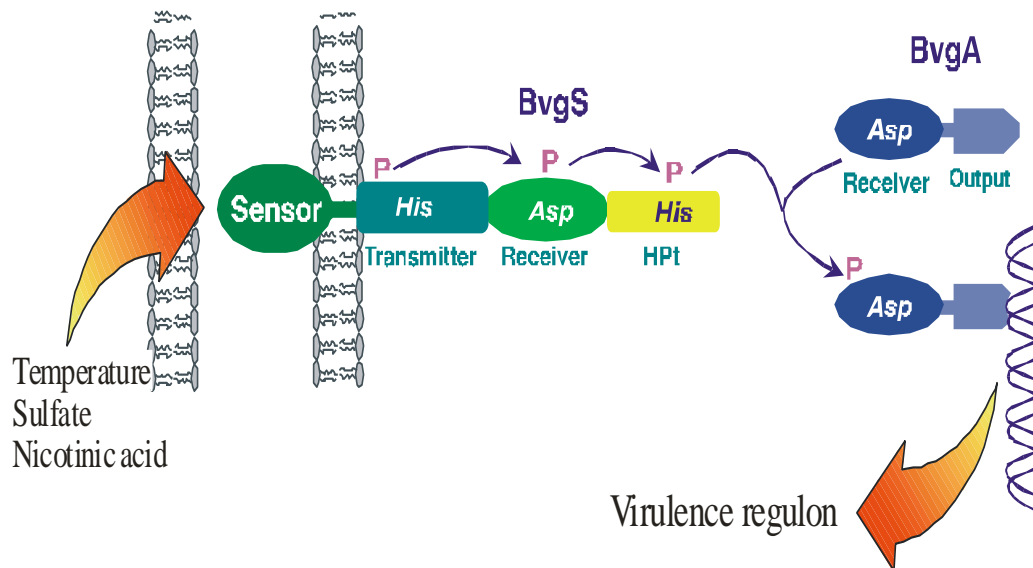 BvgA
BvgS
P
P
P
Asp
Receiver
Output
Sensor
His
Asp
His
Transmitter
Receiver
HPt
P
Asp
Temperature
Sulfate
Nicotinic acid
Virulence regulon